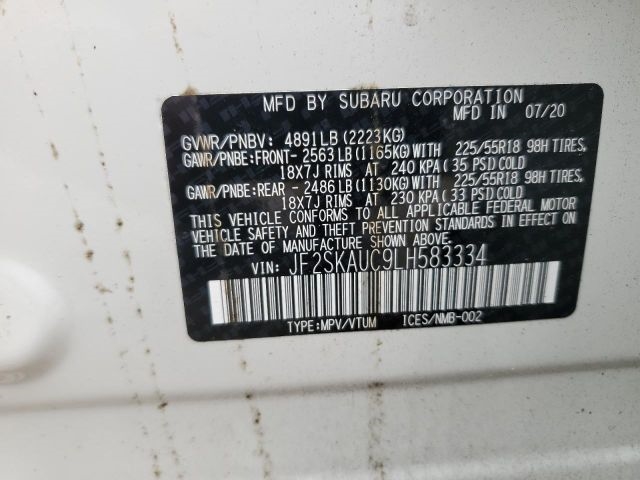 MFD BY SUBARU CORPORATION
MFD IN 07/20
GVWR/PNBV: 4891LB(2223KG)
GAWR/PNBE:FRONT- 2563LB(1165KG)WITH 225/55R18 98H TIRES,
18X7J RIMS AT 240 KPA(35 PSI)COLD
GAWR/PNBE:REAR - 2486LB(1130KG)WITH 225/55R18 98H TIRES,
18X7J RIMS AT 230 KPA(33 PSI)COLD
THIS VEHICLE CONFORMS TO ALL APPLICABLE FEDERAL MOTOR
VEHICLE SAFETY AND THEFT PREVENTION STANDARDS IN EFFECT ON
THE DATE OF MANUFACTURE SHOWN ABOVE.
VIN: JF2SKAUC9LH583334
TYPE:MPV/VTUM ICES/NMB-002